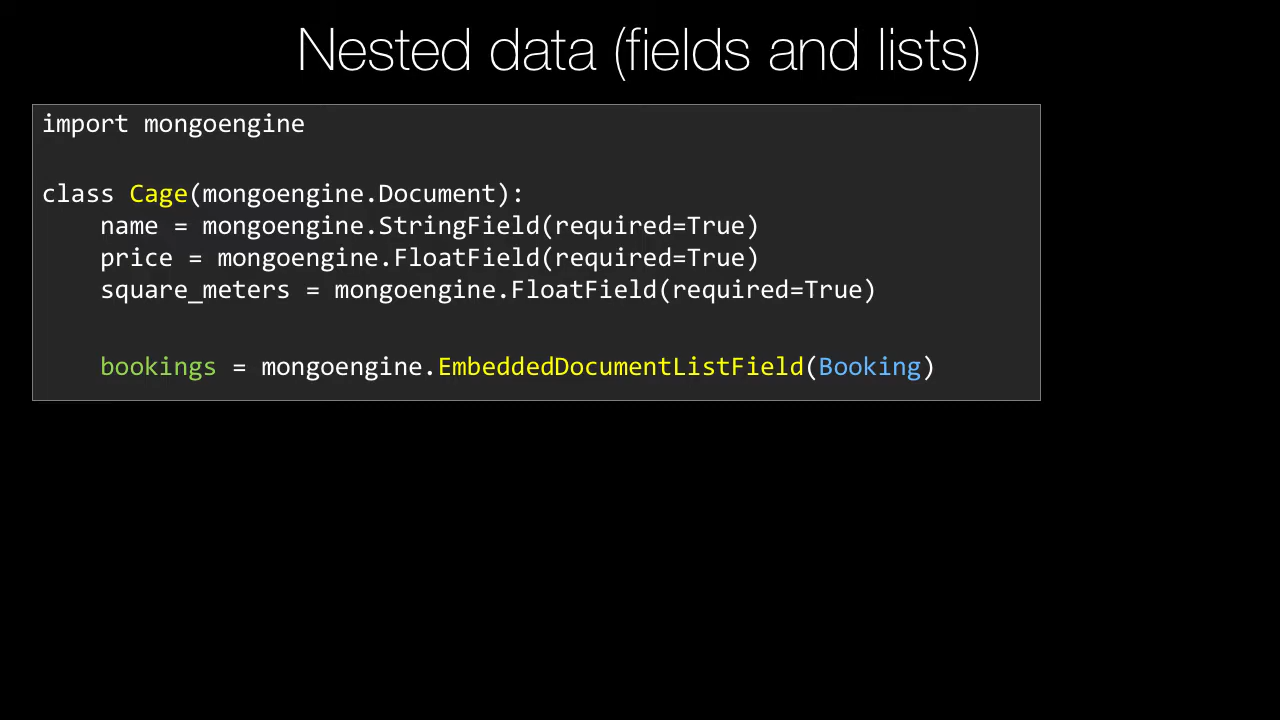 Nested data (fields and lists)
import mongoengine
class Cage(mongoengine.Document):
    name = mongoengine.StringField(required=True)
    price = mongoengine.FloatField(required=True)
    square_meters = mongoengine.FloatField(required=True)
    bookings = mongoengine.EmbeddedDocumentListField(Booking)